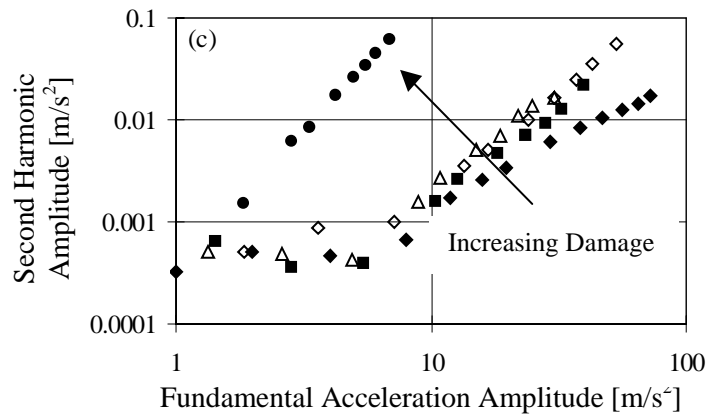 (c)
0.1
0.01
0.001
0.0001
Second Harmonic
Amplitude [m/s²]
Increasing Damage
1
10
100
Fundamental Acceleration Amplitude [m/s²]